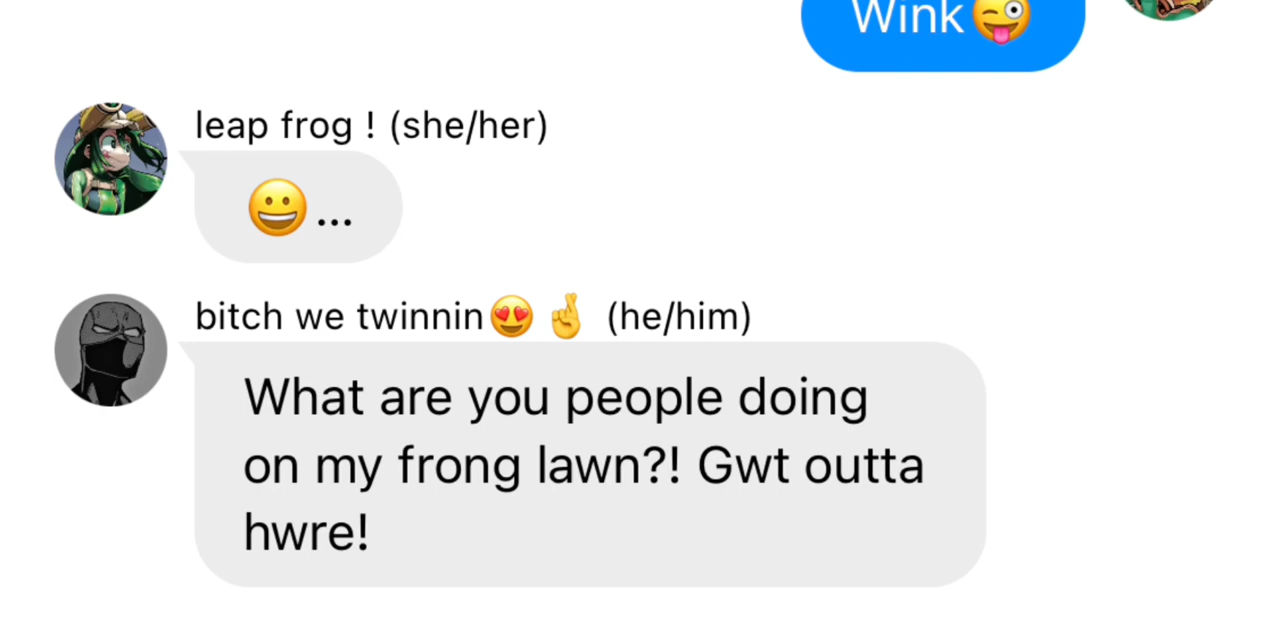 Wink😜
leap frog ! (she/her)
😀...
bitch we twinnin😍🤞 (he/him)
What are you people doing
on my frong lawn?! Gwt outta
hwre!